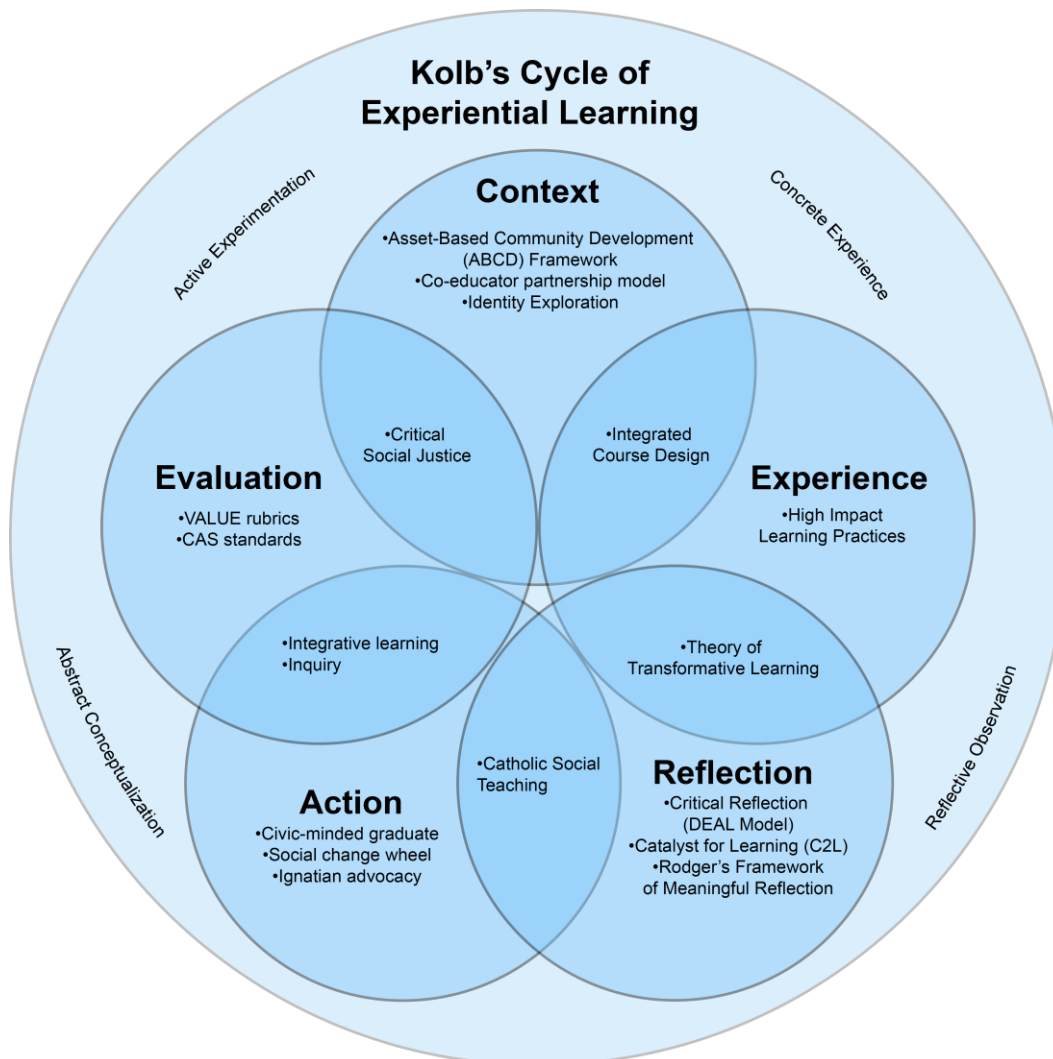 Kolb’s Cycle of
Experiential Learning
Active Experimentation
Concrete Experience
Context
•Asset-Based Community Development
(ABCD) Framework
•Co-educator partnership model
•Identity Exploration
•Critical
Social Justice
•Integrated
Course Design
Evaluation
•VALUE rubrics
•CAS standards
Experience
•High Impact
Learning Practices
•Integrative learning
•Inquiry
•Theory of
Transformative Learning
Abstract Conceptualization
Reflective Observation
•Catholic Social
Teaching
Action
•Civic-minded graduate
•Social change wheel
•Ignatian advocacy
Reflection
•Critical Reflection
(DEAL Model)
•Catalyst for Learning (C2L)
•Rodger’s Framework
of Meaningful Reflection